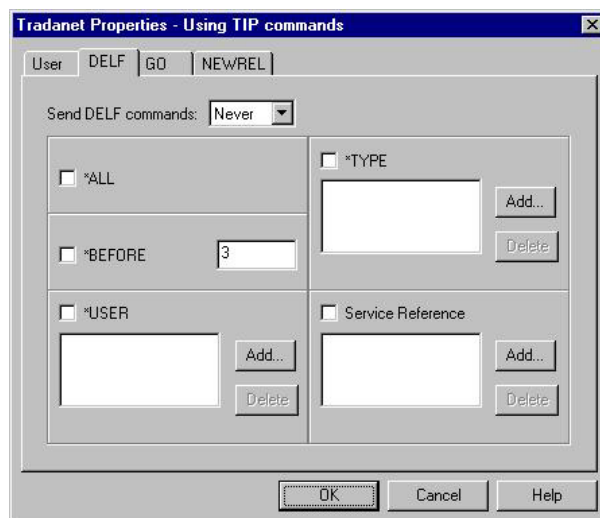 Tradanet Properties - Using TIP commands
User DELF GO NEWREL
Send DELF commands: Never
*ALL
*TYPE
Add...
Delete
*BEFORE 3
*USER
Add...
Delete
Service Reference
Add...
Delete
OK Cancel Help